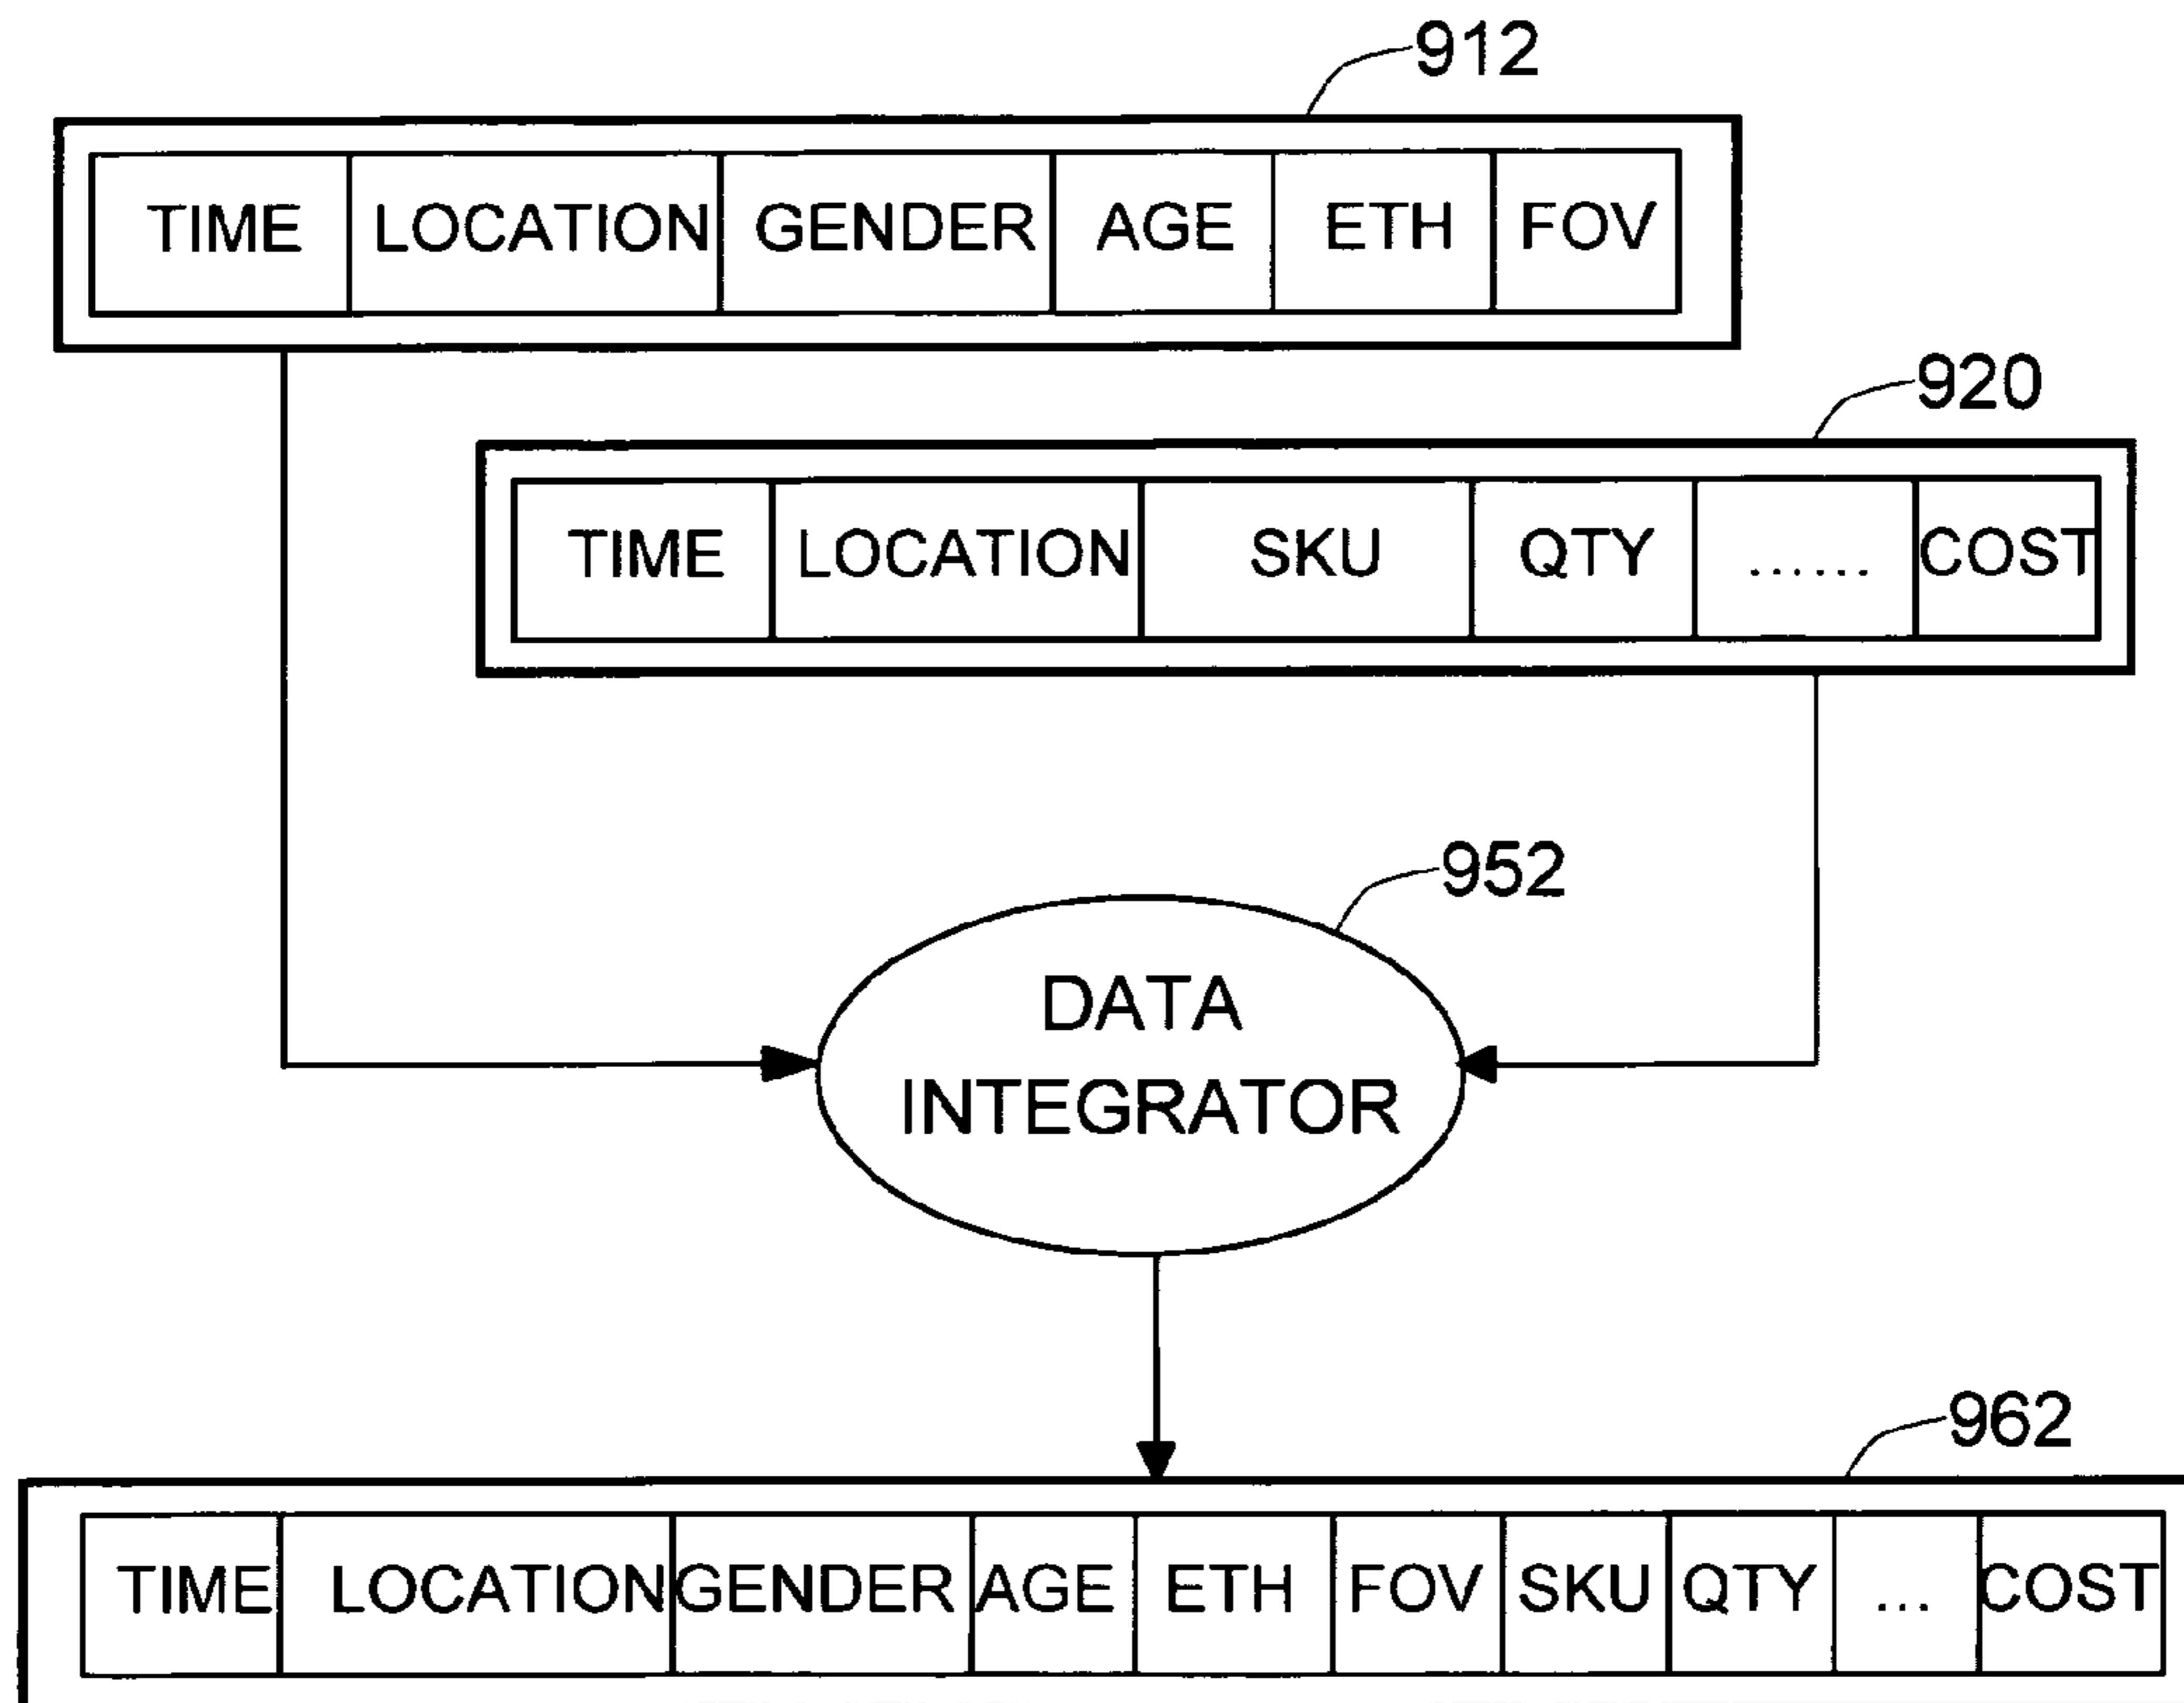 912
TIME LOCATION GENDER AGE ETH FOV
920
TIME LOCATION SKU QTY ...... COST
952
DATA
INTEGRATOR
962
TIME LOCATION GENDER AGE ETH FOV SKU QTY ... COST